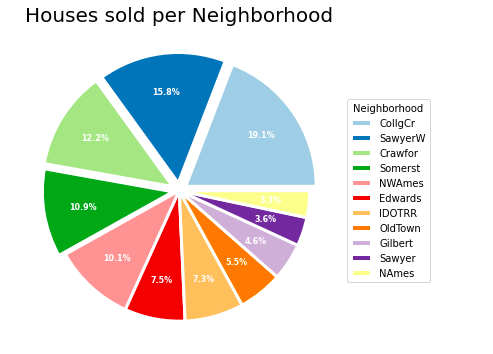 Houses sold per Neighborhood
15.8%
19.1%
12.2%
10.9%
10.1%
7.5%
7.3%
5.5%
4.6%
3.6%
Neighborhood
CollgCr
SawyerW
Crawfor
Somerst
NWAmes
Edwards
IDOTRR
OldTown
Gilbert
Sawyer
NAmes